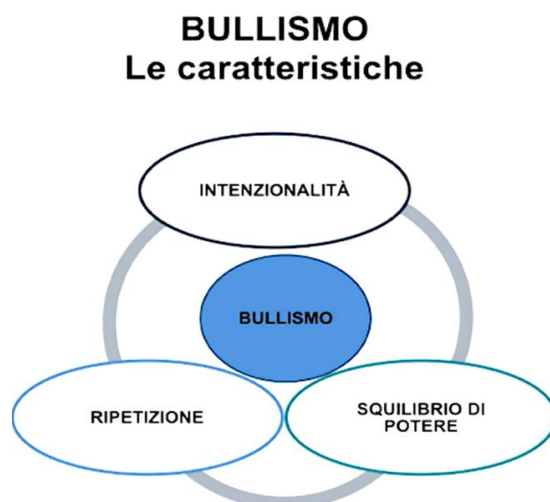 BULLISMO
Le caratteristiche
INTENZIONALITÀ
BULLISMO
RIPETIZIONE
SQUILIBRIO DI
POTERE